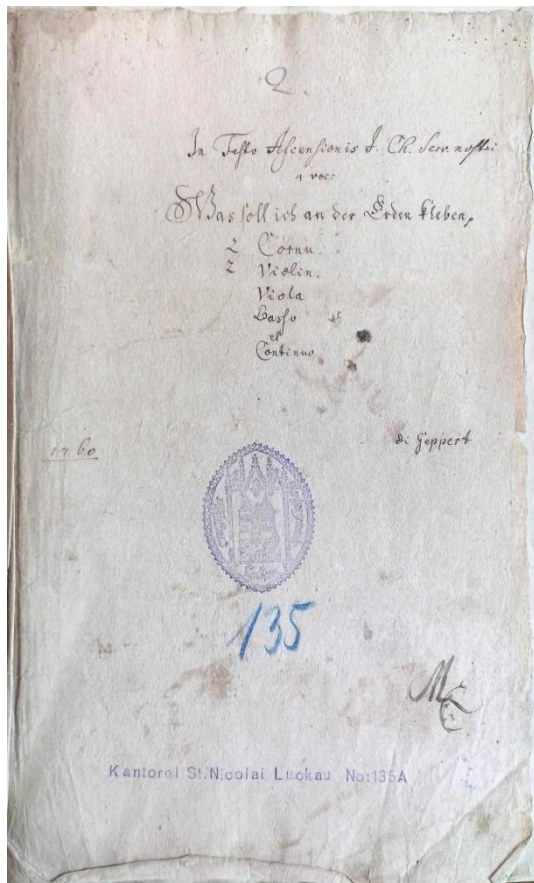 2.
In Festo Ascensionis J. Ch. Serv. nostri
4 voc:
Was soll ich an der Erden kleben,
2 Cornu.
2 Violin.
Viola
Basso
el
Continuo
di Geppert
1760
135
Kantorei St.Nicolai Luckau No:135A